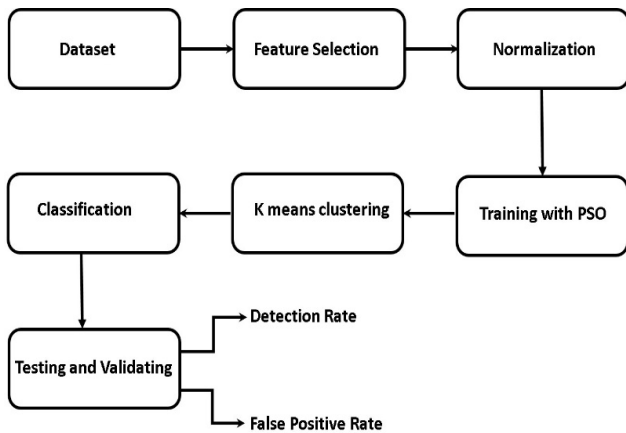 Dataset
Feature Selection
Normalization
Training with PSO
K means clustering
Classification
Testing and Validating
Detection Rate
False Positive Rate